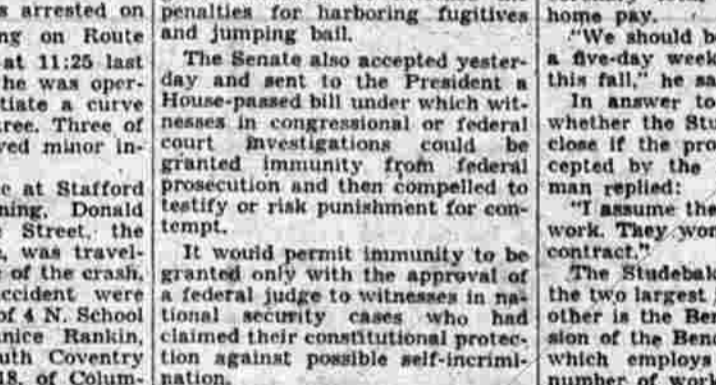 s arrested on
ng on Route
at 11:25 last
he was oper-
tiate a curve
ree. Three of
ved minor in-
e at Stafford
ning, Donald
Street, the
, was travel-
of the crash,
ccident were
of 4 N. School
nice Rankin,
uth Coventry
18, of Colum-
penalties for harboring fugitives
and jumping bail.
The Senate also accepted yester-
day and sent to the President a
House-passed bill under which wit-
nesses in congressional or federal
court investigations could be
granted immunity from federal
prosecution and then compelled to
testify or risk punishment for con-
tempt.
It would permit immunity to be
granted only with the approval of
a federal judge to witnesses in na-
tional security cases who had
claimed their constitutional protec-
tion against possible self-incrimi-
nation.
home pay.
"We should b
a five-day week
this fall," he sa
In answer to
whether the Stu
close if the pro
cepted by the
man replied:
"I assume the
work. They wor
contract."
The Studebak
the two largest
other is the Ben
sion of the Bend
which employs
number of work